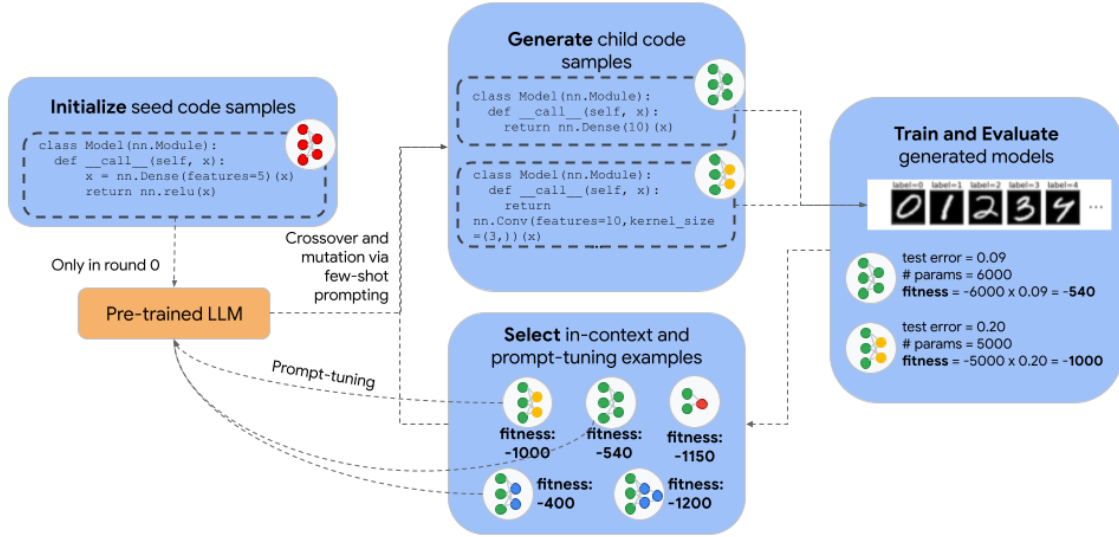 Initialize seed code samples
class Model(nn.Module):
def __call__(self, x):
x = nn.Dense(features=5)(x)
return nn.relu(x)
Only in round 0
Pre-trained LLM
Crossover and
mutation via
few-shot
prompting
Prompt-tuning
Generate child code
samples
class Model(nn.Module):
def __call__(self, x):
return nn.Dense(10)(x)
class Model(nn.Module):
def __call__(self, x):
return
nn.Conv(features=10,kernel_size
=(3,))(x)
...
Train and Evaluate
generated models
label=0 label=1 label=2 label=3 label=4
0 1 2 3 4 ...
test error = 0.09
# params = 6000
fitness = -6000 x 0.09 = -540
test error = 0.20
# params = 5000
fitness = -5000 x 0.20 = -1000
Select in-context and
prompt-tuning examples
fitness: fitness: fitness:
-1000 -540 -1150
fitness: fitness:
-400 -1200